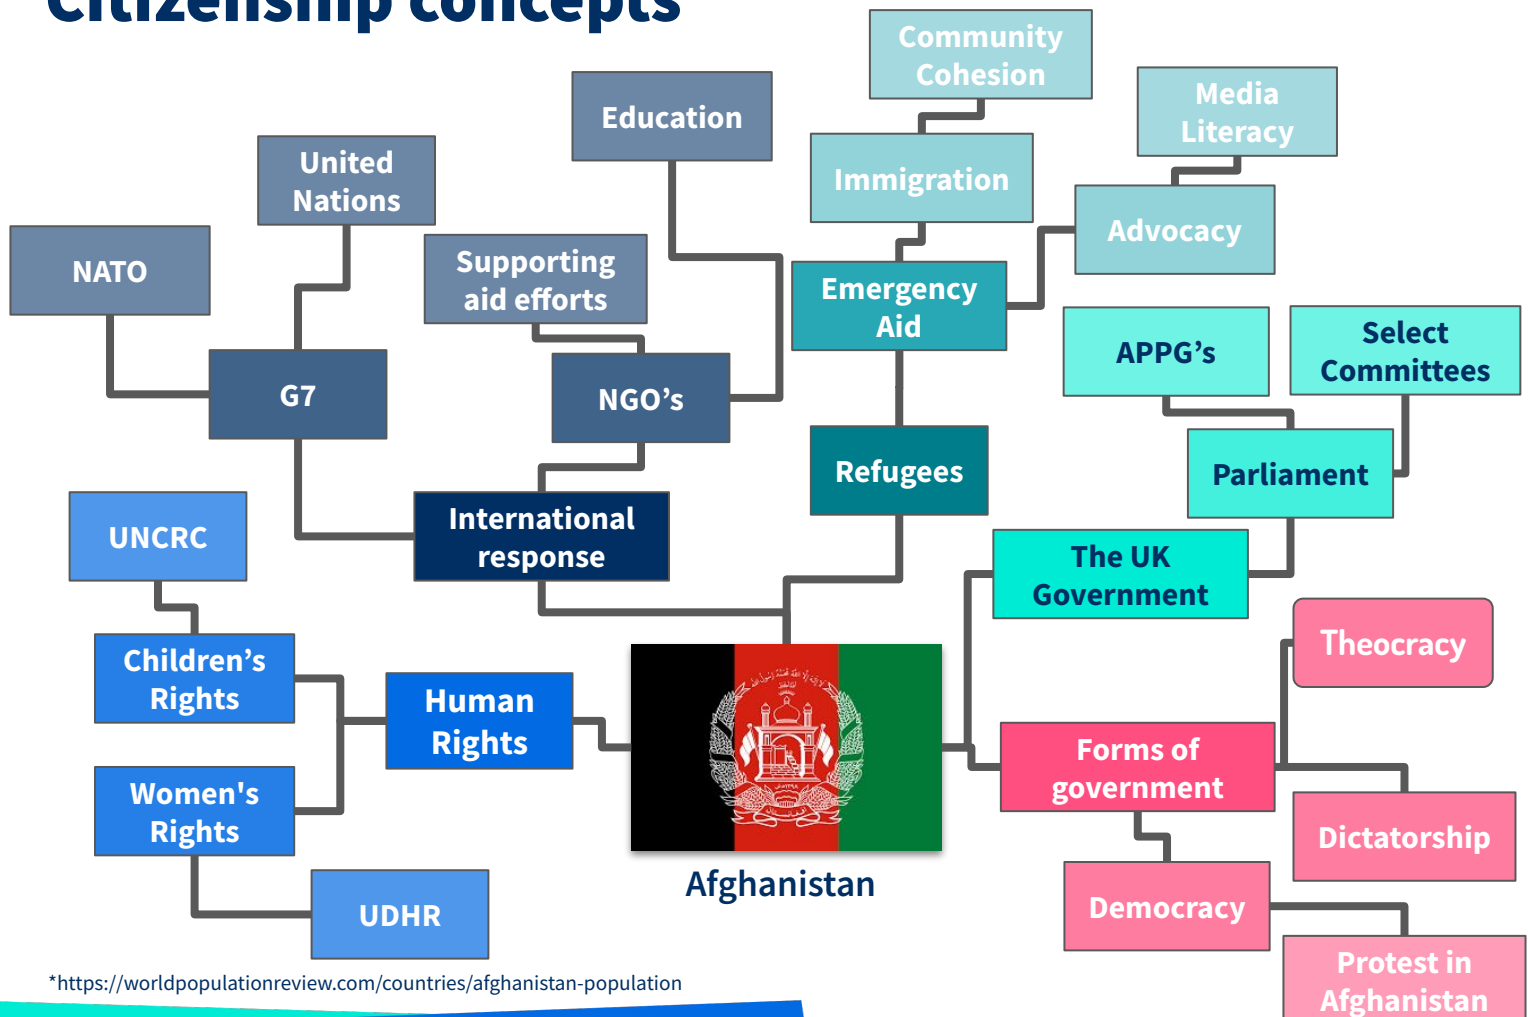 Citizenship concepts
Community
Cohesion
Media
Literacy
Education
United
Nations
Immigration
Advocacy
NATO
Supporting
aid efforts
Emergency
Aid
APPG’s
Select
Committees
G7
NGO’s
Refugees
Parliament
UNCRC
International
response
The UK
Government
Theocracy
Children’s
Rights
Human
Rights
Forms of
government
Women's
Rights
Dictatorship
Afghanistan
UDHR
Democracy
Protest in
Afghanistan
*https://worldpopulationreview.com/countries/afghanistan-population